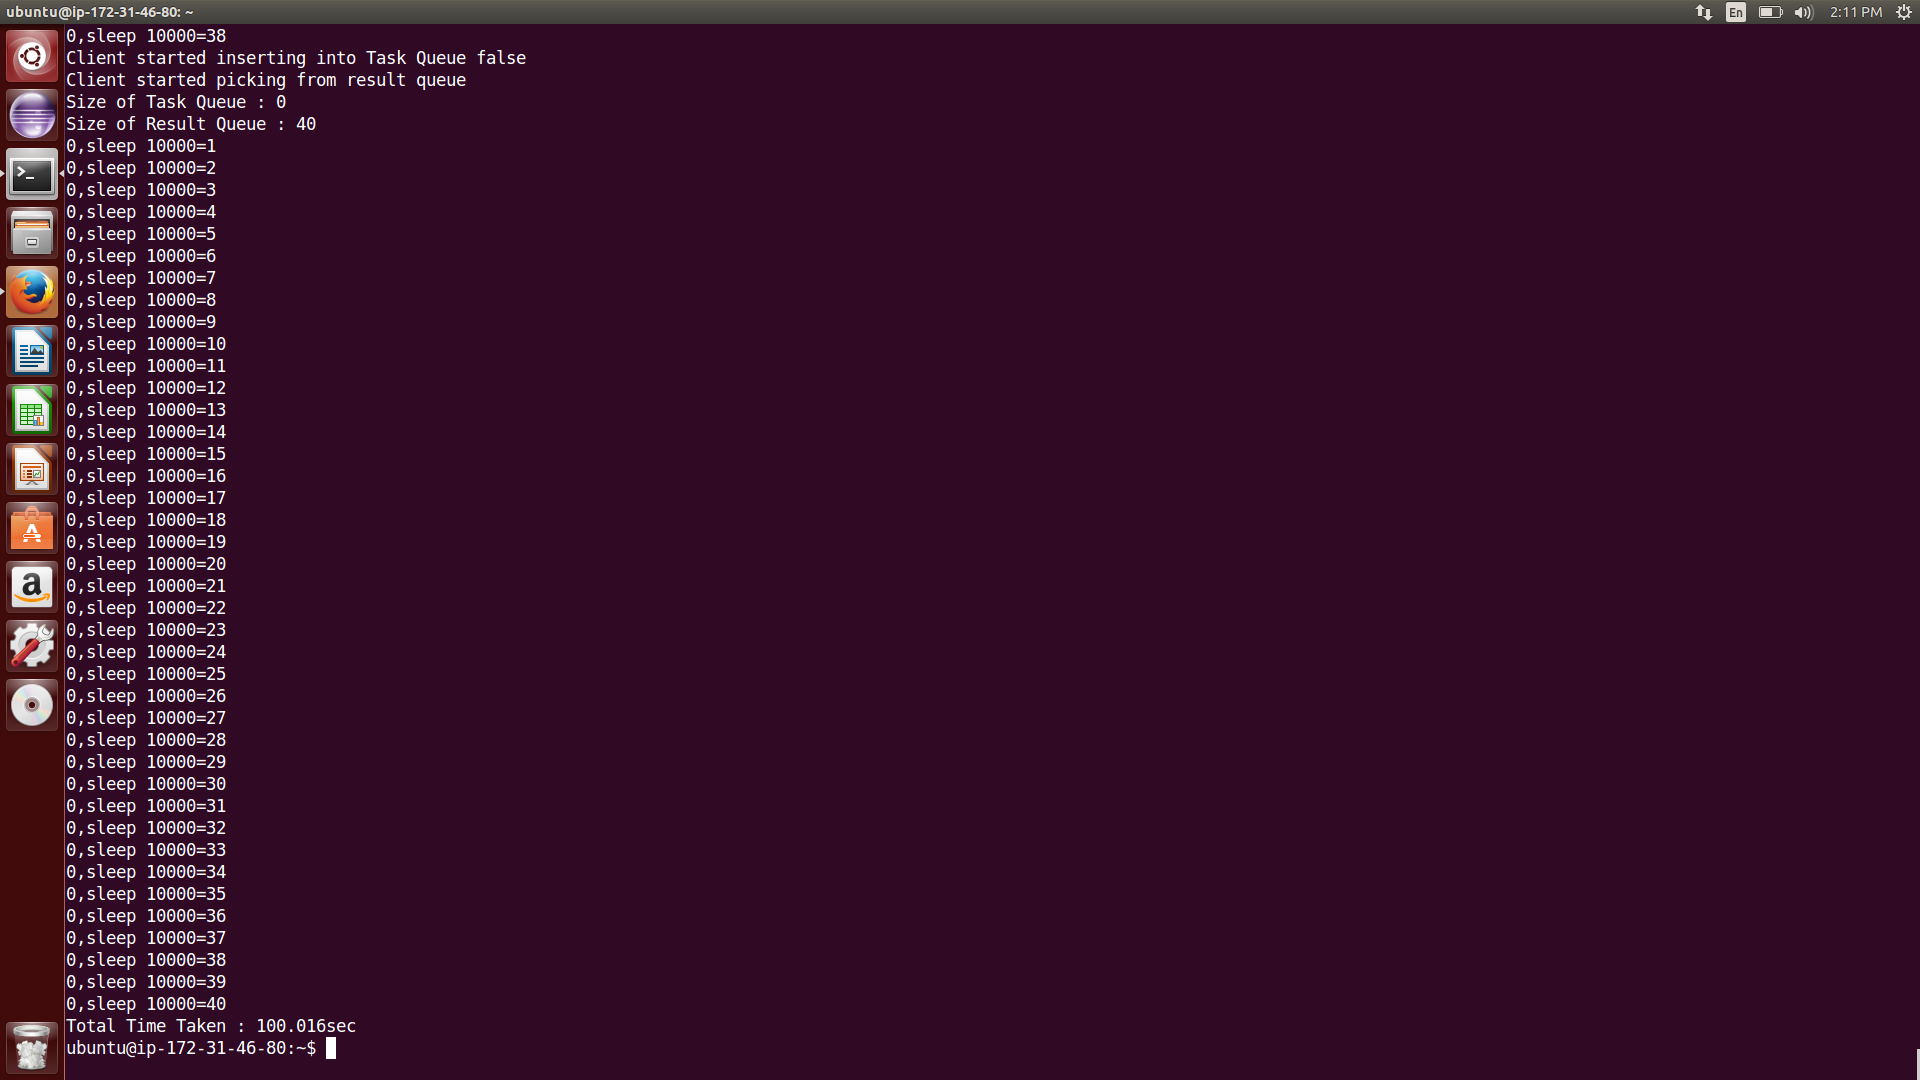 ubuntu@ip-172-31-46-80: ~
En
2:11 PM
0,sleep 10000=38
Client started inserting into Task Queue false
Client started picking from result queue
Size of Task Queue : 0
Size of Result Queue : 40
0,sleep 10000=1
0,sleep 10000=2
0,sleep 10000=3
0,sleep 10000=4
0,sleep 10000=5
0,sleep 10000=6
0,sleep 10000=7
0,sleep 10000=8
0,sleep 10000=9
0,sleep 10000=10
0,sleep 10000=11
0,sleep 10000=12
0,sleep 10000=13
0,sleep 10000=14
0,sleep 10000=15
0,sleep 10000=16
0,sleep 10000=17
0,sleep 10000=18
0,sleep 10000=19
0,sleep 10000=20
0,sleep 10000=21
0,sleep 10000=22
0,sleep 10000=23
0,sleep 10000=24
0,sleep 10000=25
0,sleep 10000=26
0,sleep 10000=27
0,sleep 10000=28
0,sleep 10000=29
0,sleep 10000=30
0,sleep 10000=31
0,sleep 10000=32
0,sleep 10000=33
0,sleep 10000=34
0,sleep 10000=35
0,sleep 10000=36
0,sleep 10000=37
0,sleep 10000=38
0,sleep 10000=39
0,sleep 10000=40
Total Time Taken : 100.016sec
ubuntu@ip-172-31-46-80:~$